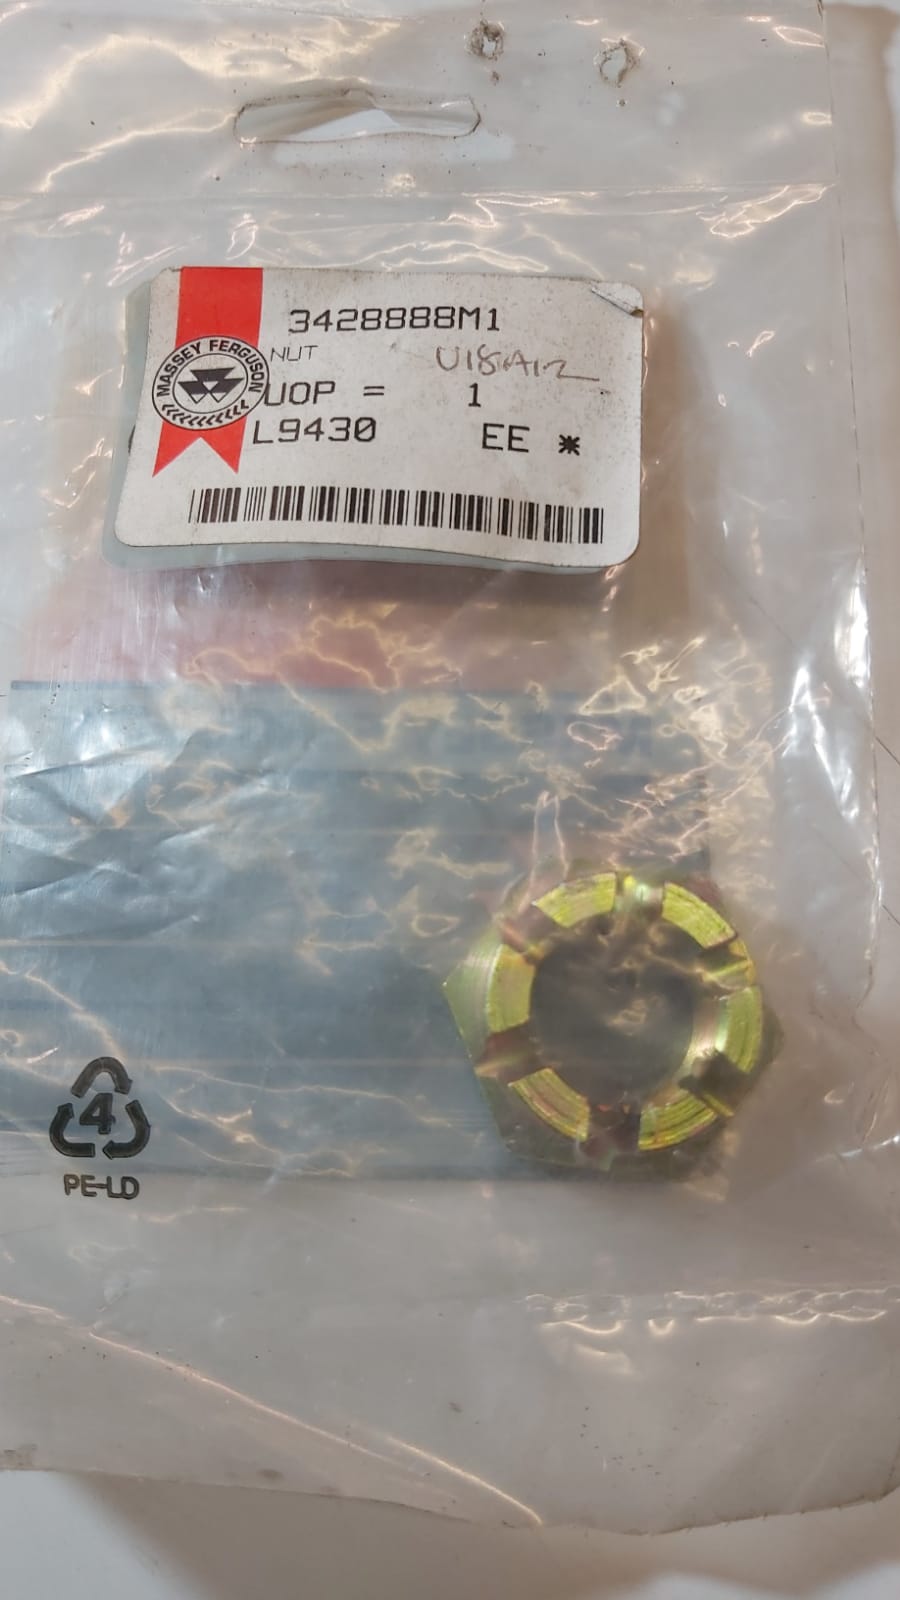 3428888M1
NUT
MASSEY FERGUSON
UOP = 1
L9430 EE *
4
PE-LD